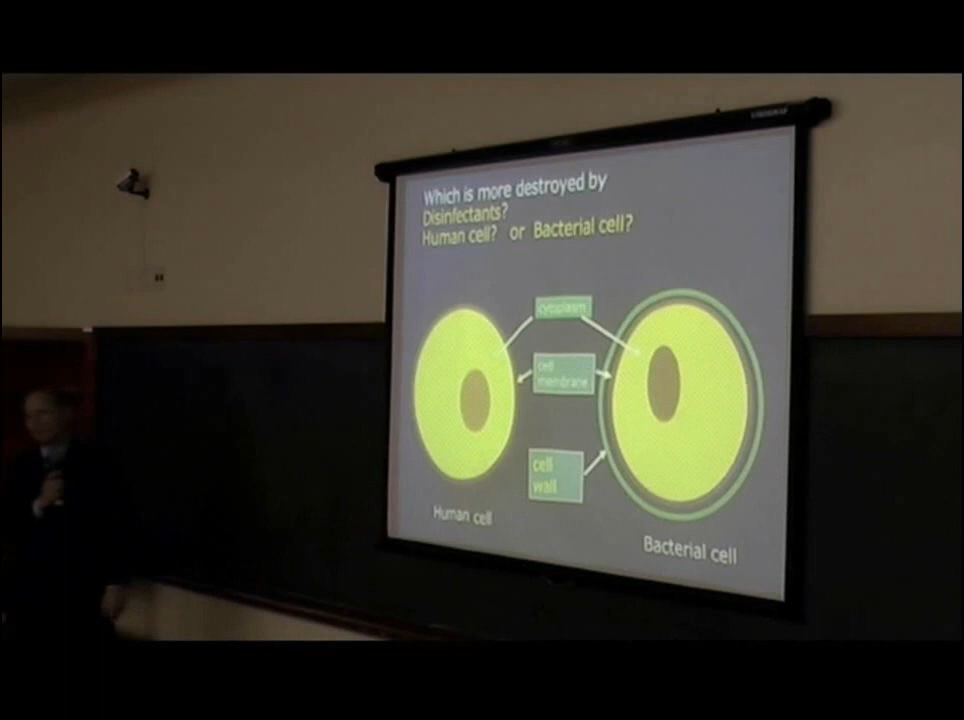 Which is more destroyed by
Disinfectants?
Human cell? or Bacterial cell?
cytoplasm
cell
membrane
cell
wall
Human cell
Bacterial cell